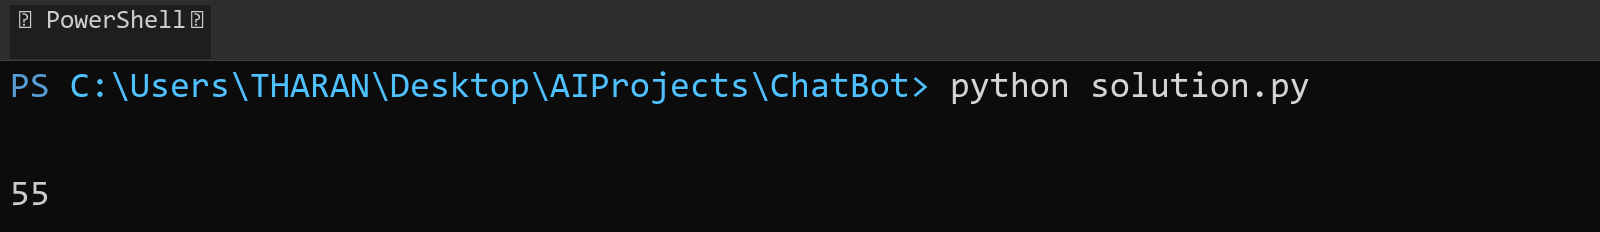 PowerShell
PS C:\Users\THARAN\Desktop\AIProjects\ChatBot> python solution.py
55